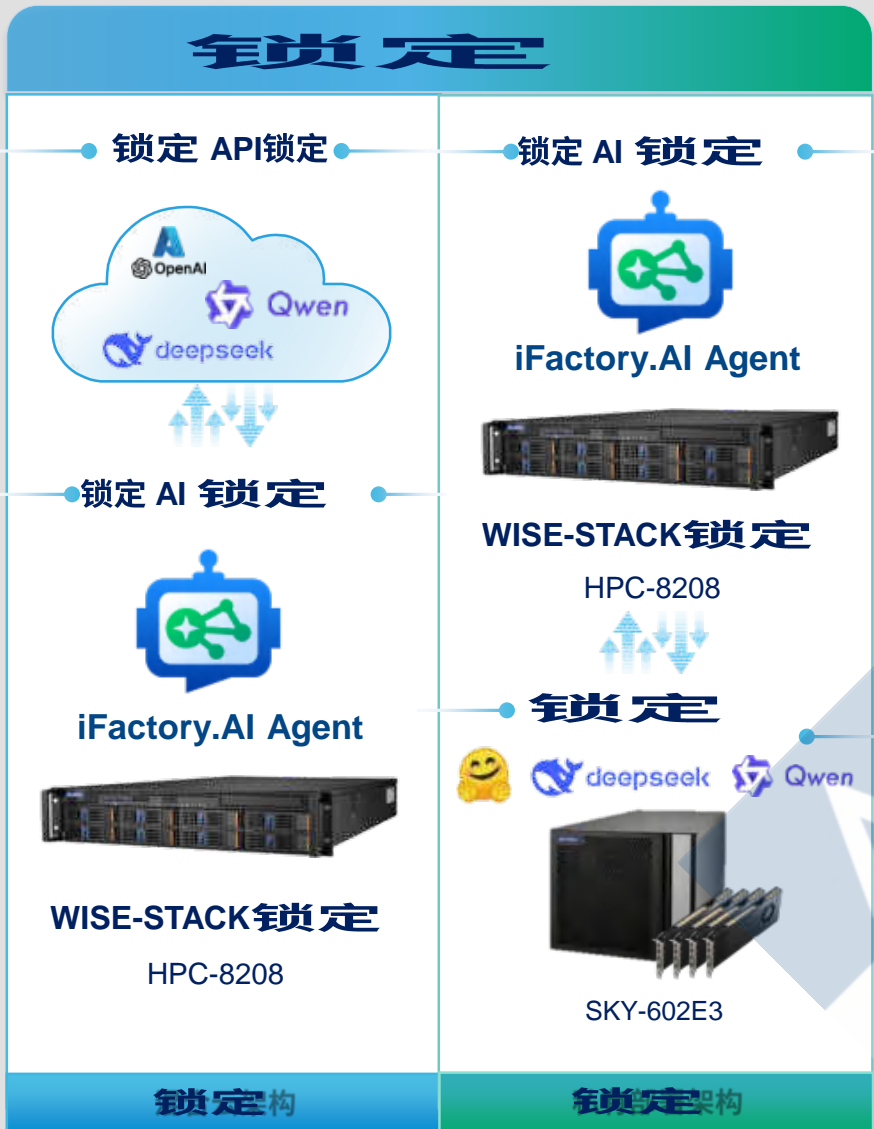 锁定
锁定 API锁定
OpenAI
Qwen
deepseek
锁定 AI 锁定
iFactory.AI Agent
WISE-STACK锁定
HPC-8208
锁定 AI 锁定
iFactory.AI Agent
WISE-STACK锁定
HPC-8208
锁定
deepseek
Qwen
SKY-602E3
锁定架构
锁定架构